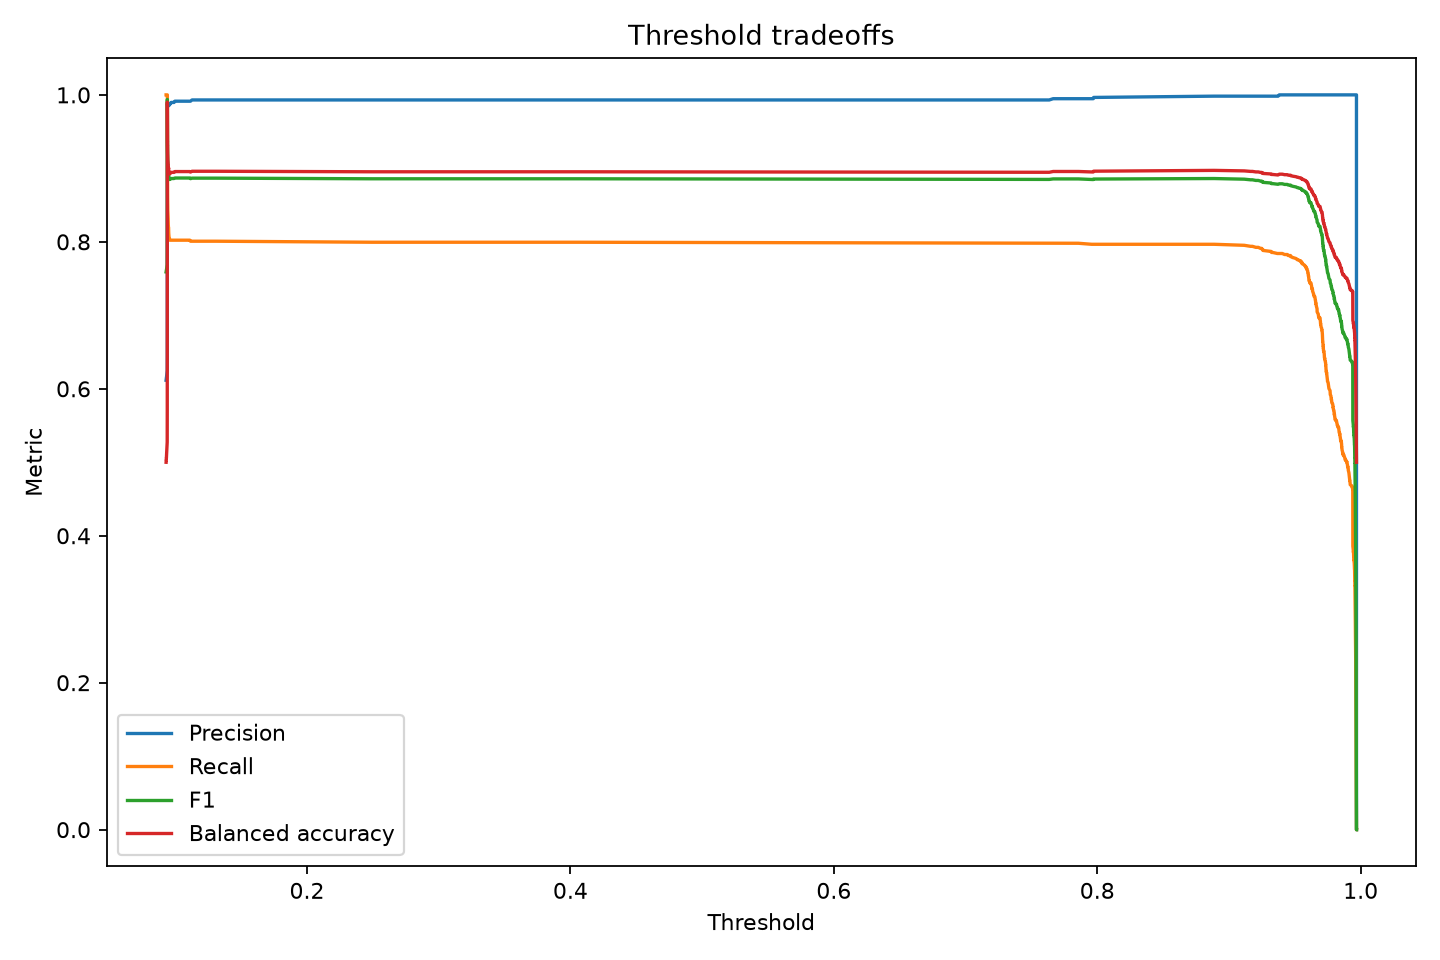 Threshold tradeoffs
Metric
1.0
0.8
0.6
0.4
0.2
0.0
Precision
Recall
F1
Balanced accuracy
0.2 0.4 0.6 0.8 1.0
Threshold